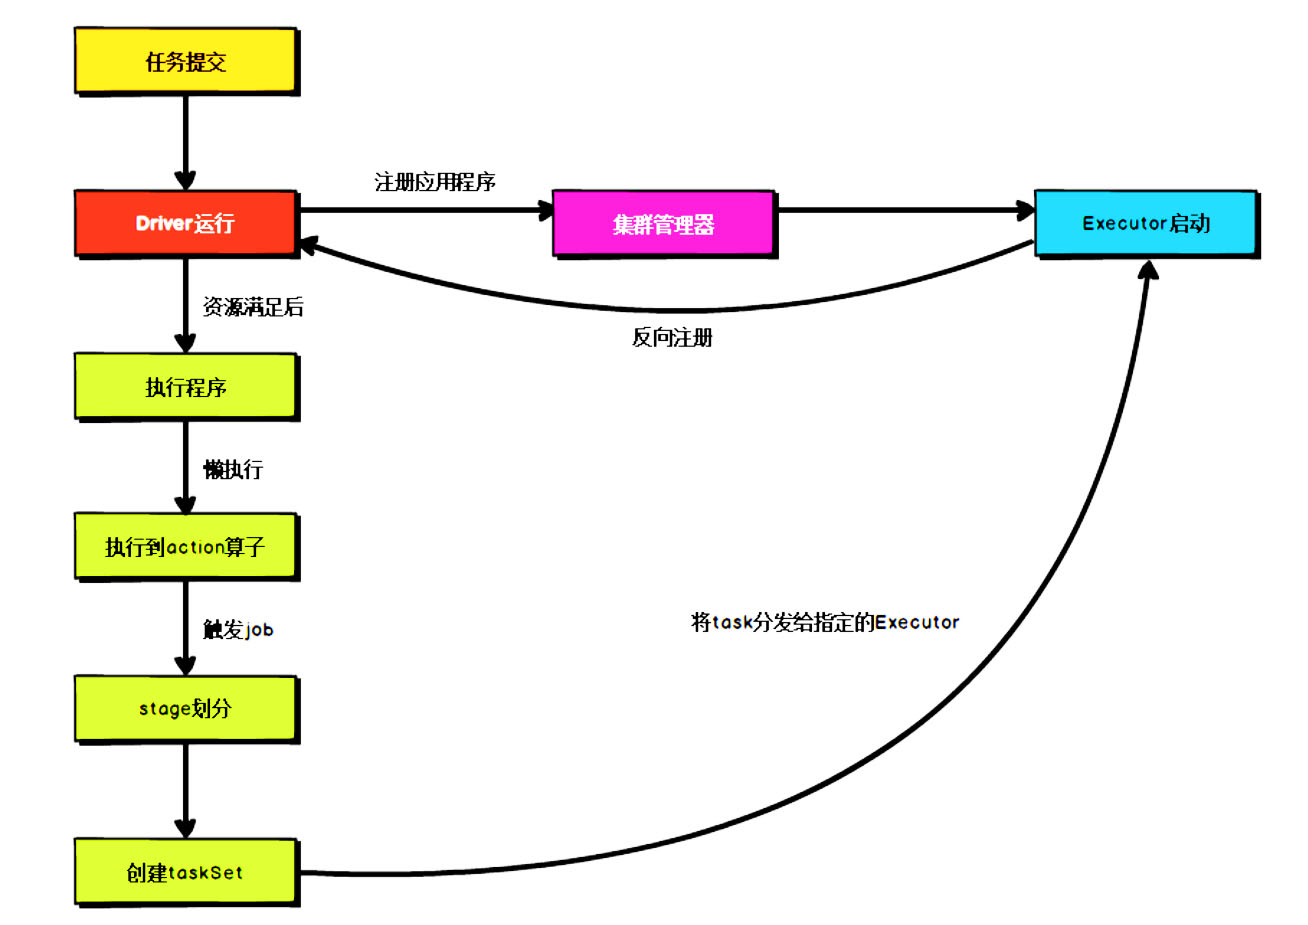 任务提交
注册应用程序
Driver运行
集群管理器
Executor启动
资源满足后
反向注册
执行程序
懒执行
执行到action算子
将task分发给指定的Executor
触发job
stage划分
创建taskSet